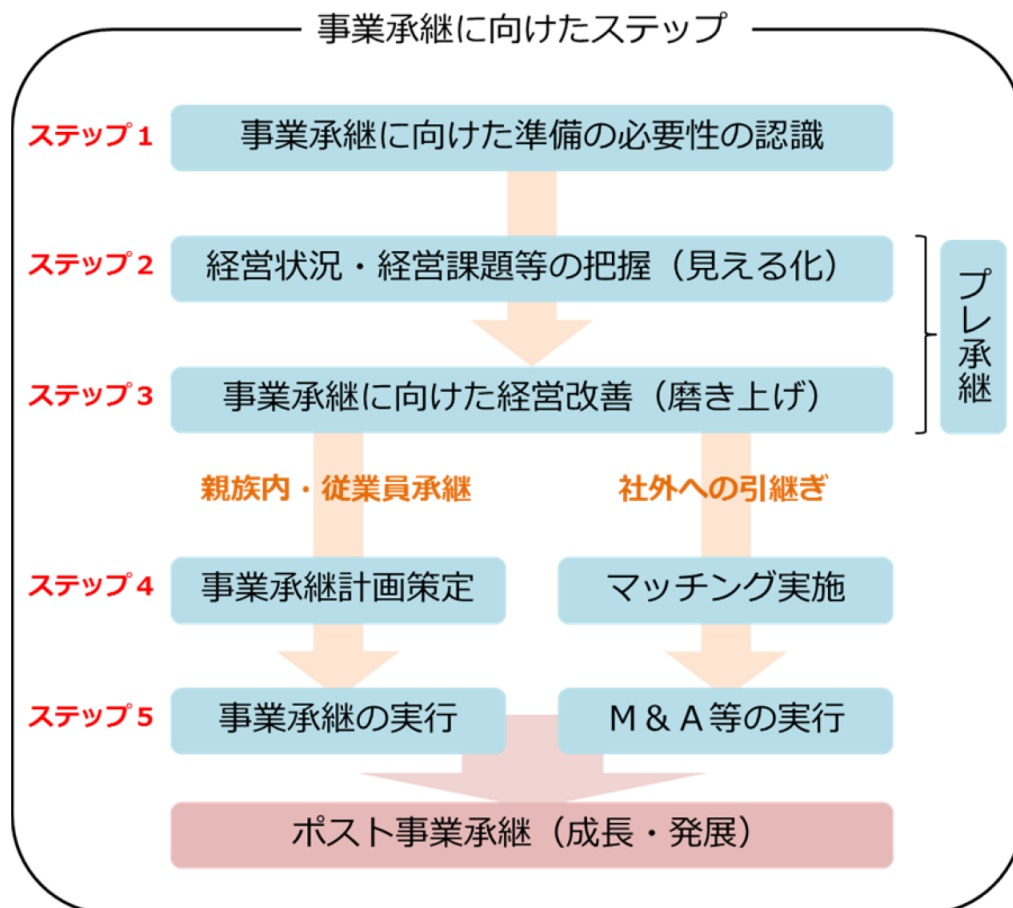 事業承継に向けたステップ
ステップ1
事業承継に向けた準備の必要性の認識
ステップ2
経営状況・経営課題等の把握（見える化）
プレ承継
ステップ3
事業承継に向けた経営改善（磨き上げ）
親族内・従業員承継
社外への引継ぎ
ステップ4
事業承継計画策定
マッチング実施
ステップ5
事業承継の実行
Ｍ＆Ａ等の実行
ポスト事業承継（成長・発展）